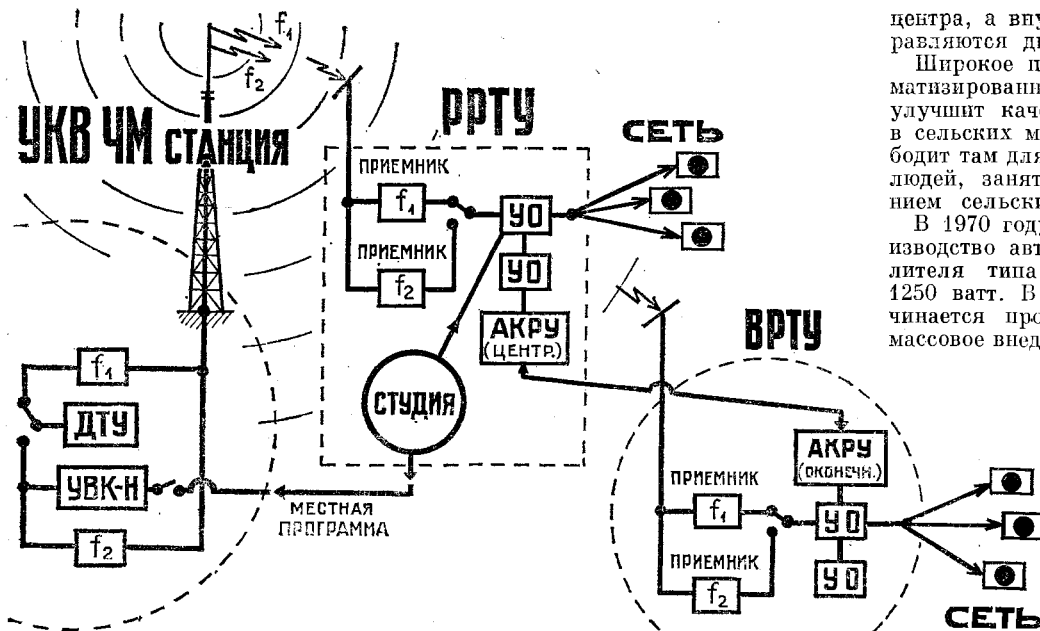 f₁
f₂
УКВ ЧМ СТАНЦИЯ
РРТУ
ПРИЕМНИК
f₁
ПРИЕМНИК
f₂
УО
УО
АКРУ
(ЦЕНТР.)
СТУДИЯ
СЕТЬ
f₁
ДТУ
УВК-Н
f₂
МЕСТНАЯ
ПРОГРАММА
ВРТУ
АКРУ
(ОКОНЕЧН.)
ПРИЕМНИК
f₁
ПРИЕМНИК
f₂
УО
УО
СЕТЬ
центра, а вну
равляются ди
Широкое п
матизированн
улучшит каче
в сельских м
бодит там для
людей, занят
нием сельски
В 1970 году
изводство авт
лителя типа
1250 ватт. В
чинается про
массовое внед